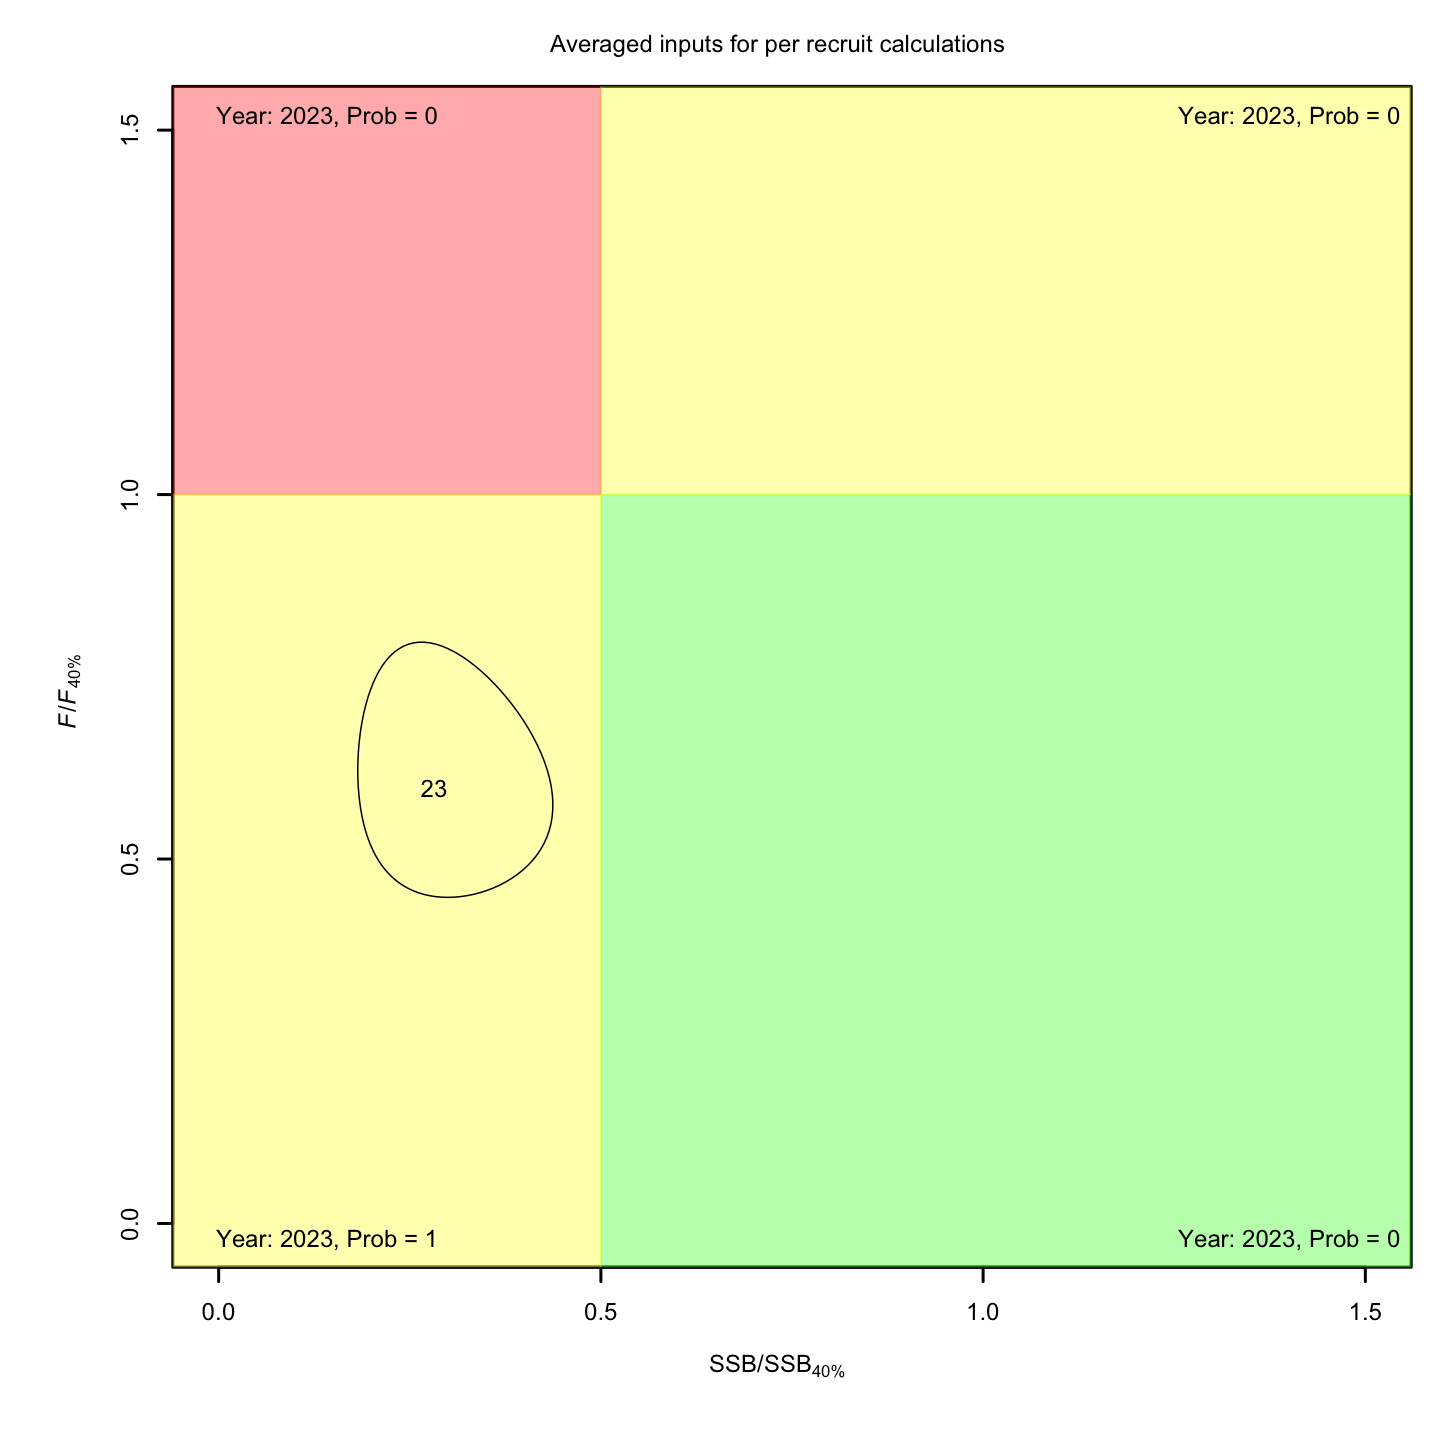 Averaged inputs for per recruit calculations
Year: 2023, Prob = 0
Year: 2023, Prob = 0
1.5
1.0
0.5
0.0
F/F40%
23
Year: 2023, Prob = 1
Year: 2023, Prob = 0
0.0
0.5
1.0
1.5
SSB/SSB40%